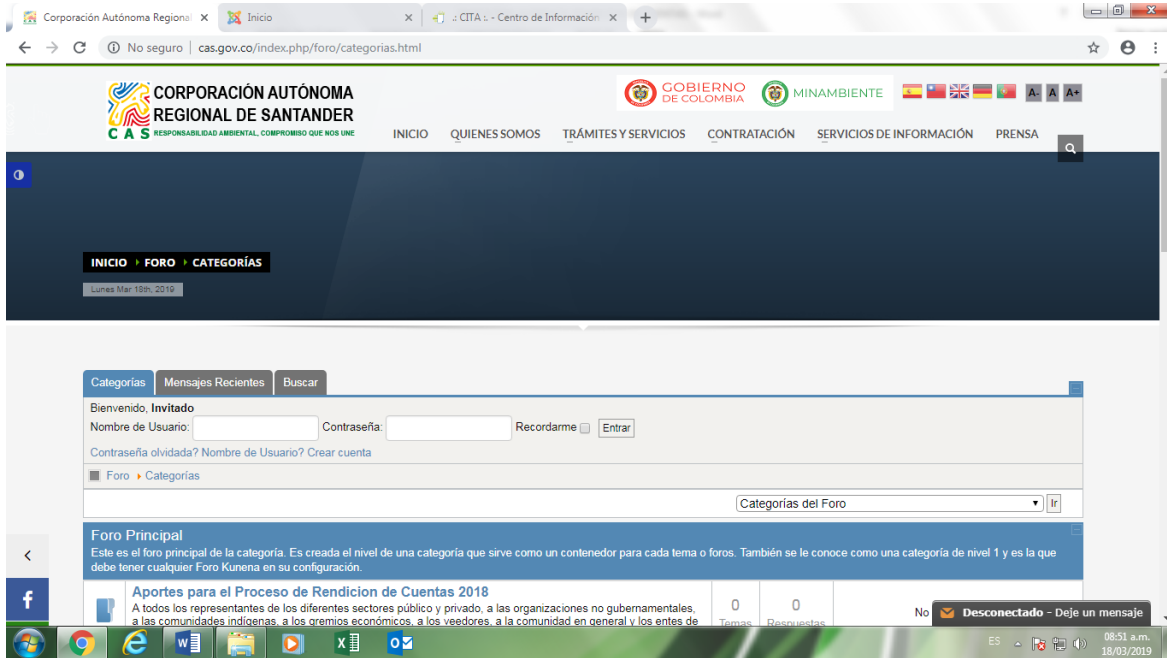 Corporación Autónoma Regional
Inicio
.: CITA :. - Centro de Información
No seguro | cas.gov.co/index.php/foro/categorias.html
CORPORACIÓN AUTÓNOMA
REGIONAL DE SANTANDER
C A S RESPONSABILIDAD AMBIENTAL, COMPROMISO QUE NOS UNE
GOBIERNO
DE COLOMBIA
MINAMBIENTE
A- A A+
INICIO QUIENES SOMOS TRÁMITES Y SERVICIOS CONTRATACIÓN SERVICIOS DE INFORMACIÓN PRENSA
INICIO FORO CATEGORÍAS
Lunes Mar 18th, 2019
Categorías Mensajes Recientes Buscar
Bienvenido, Invitado
Nombre de Usuario: Contraseña: Recordarme Entrar
Contraseña olvidada? Nombre de Usuario? Crear cuenta
Foro Categorías
Categorías del Foro Ir
Foro Principal
Este es el foro principal de la categoría. Es creada el nivel de una categoría que sirve como un contenedor para cada tema o foros. También se le conoce como una categoría de nivel 1 y es la que
debe tener cualquier Foro Kunena en su configuración.
Aportes para el Proceso de Rendicion de Cuentas 2018
A todos los representantes de los diferentes sectores público y privado, a las organizaciones no gubernamentales,
a las comunidades indígenas, a los gremios económicos, a los veedores, a la comunidad en general y los entes de
0 0
Temas Respuestas
No
Desconectado - Deje un mensaje
ES
08:51 a.m.
18/03/2019